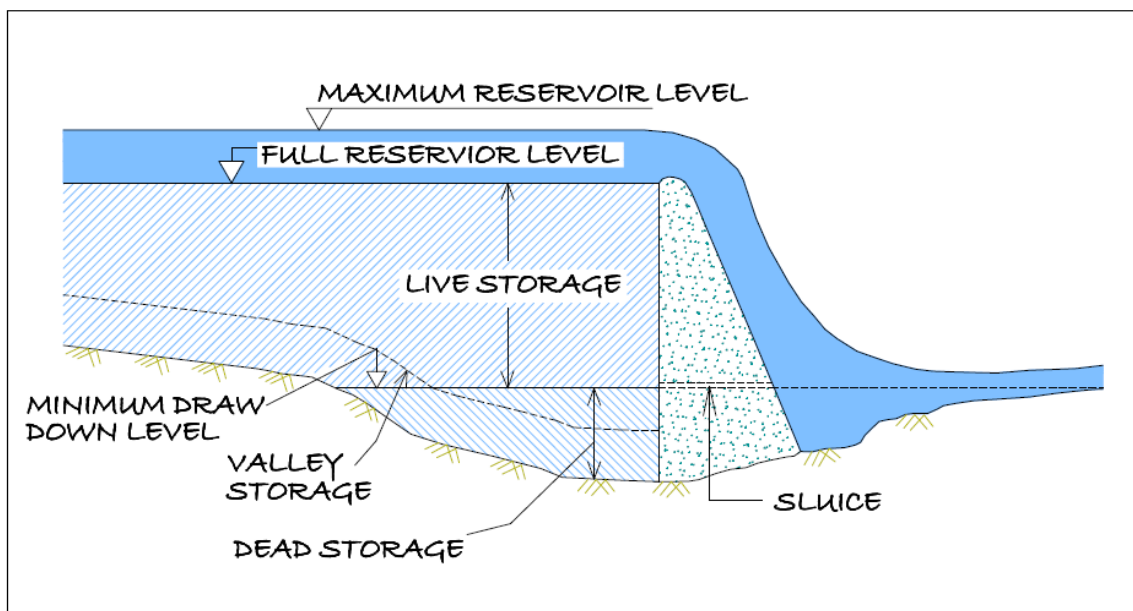 MAXIMUM RESERVOIR LEVEL
FULL RESERVIOR LEVEL
LIVE STORAGE
MINIMUM DRAW
DOWN LEVEL
VALLEY
STORAGE
SLUICE
DEAD STORAGE